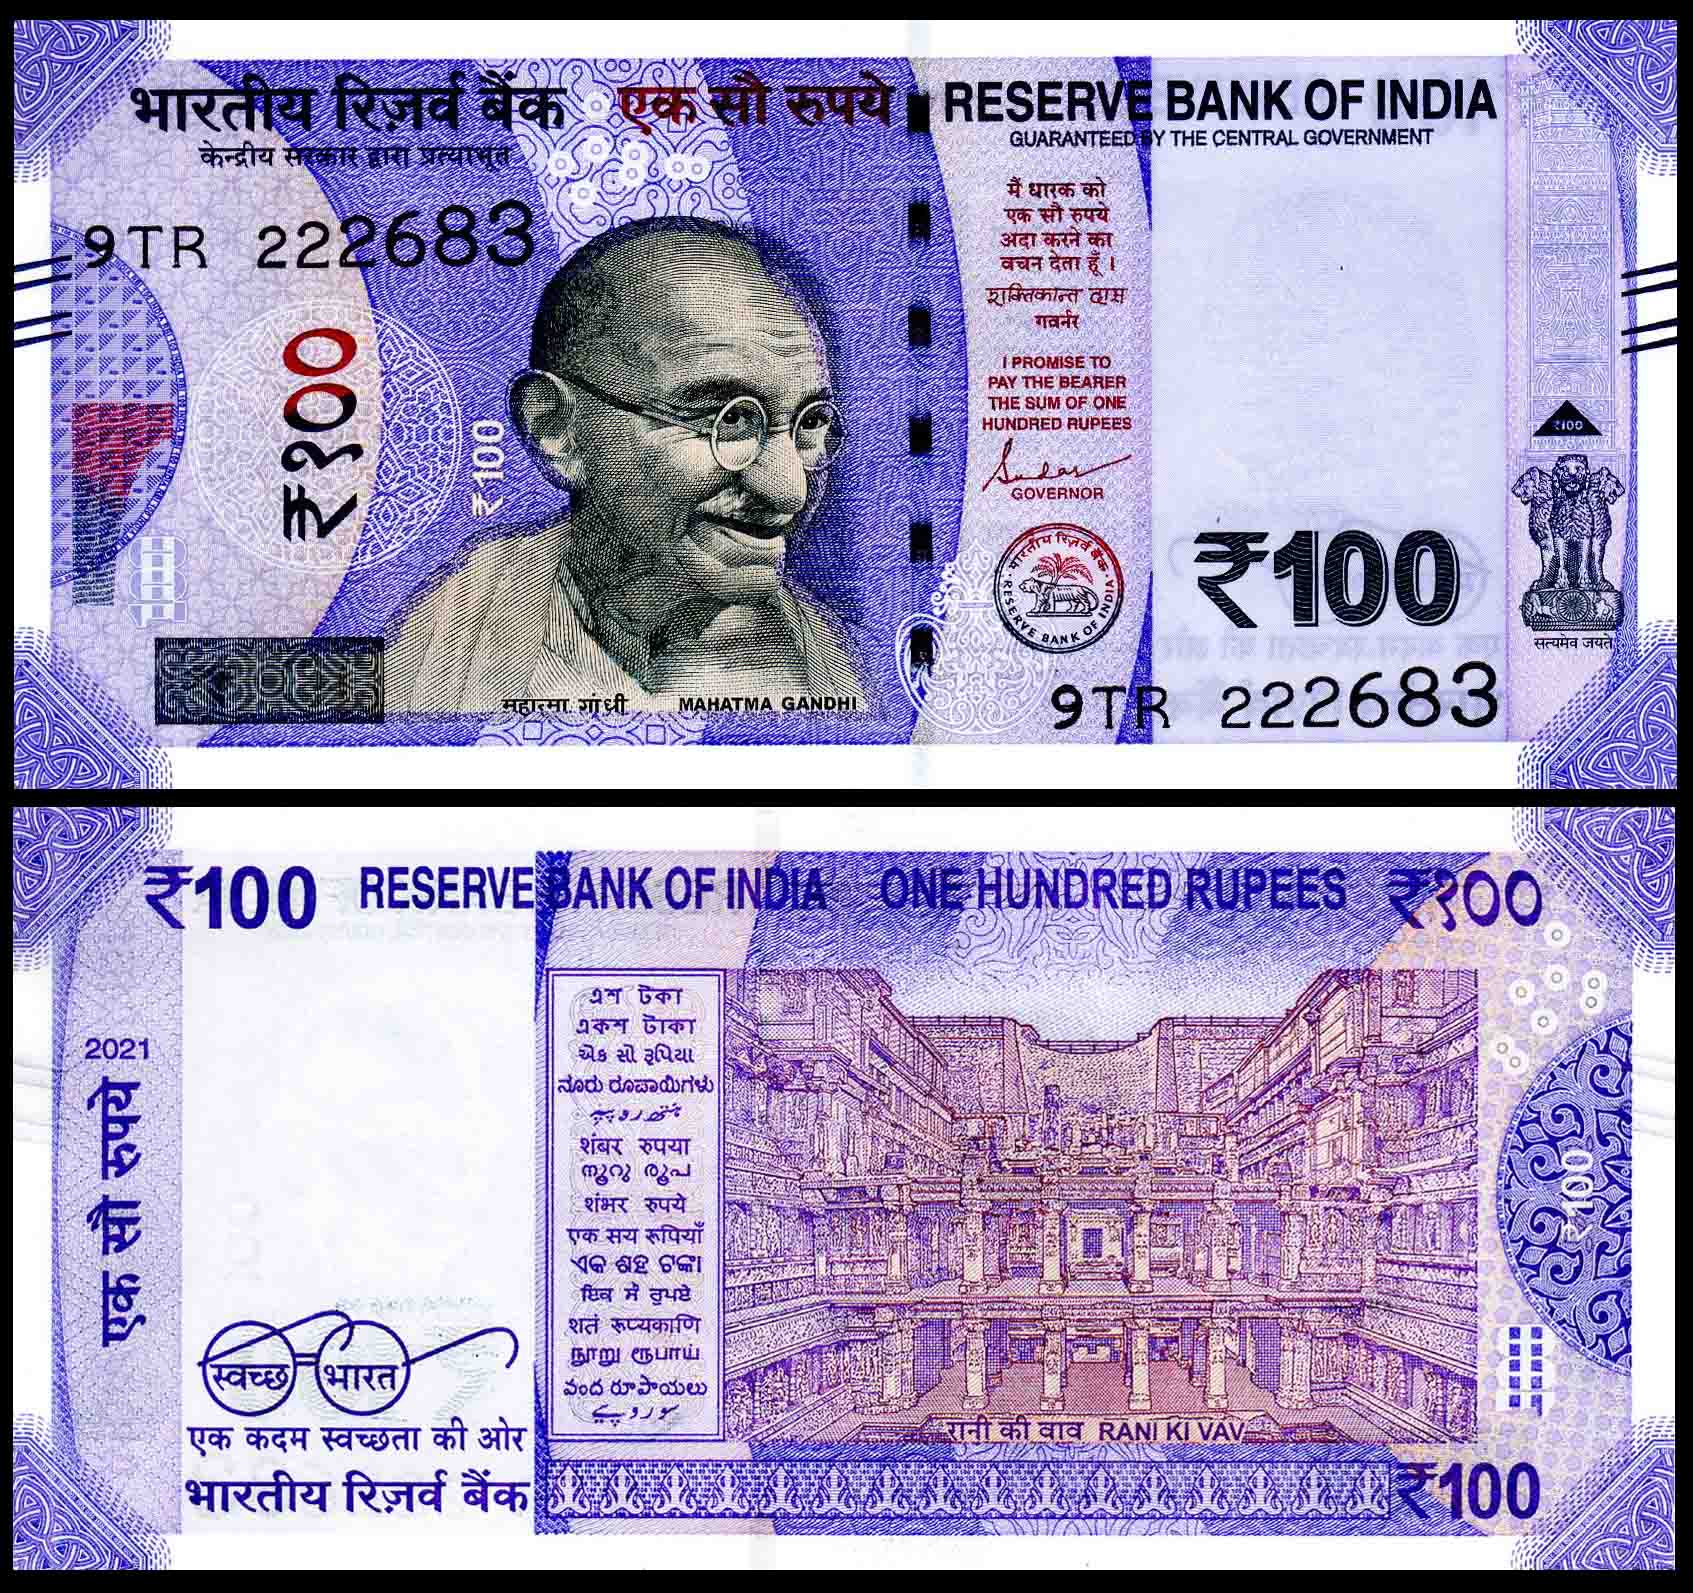 भारतीय रिज़र्व बैंक
केन्द्रीय सरकार द्वारा प्रत्याभूत
एक सौ रुपये
RESERVE BANK OF INDIA
GUARANTEED BY THE CENTRAL GOVERNMENT
9TR 222683
₹१००
₹100
मैं धारक को
एक सौ रुपये
अदा करने का
वचन देता हूँ ।
शक्तिकान्त दास
गवर्नर
I PROMISE TO
PAY THE BEARER
THE SUM OF ONE
HUNDRED RUPEES
GOVERNOR
भारतीय रिज़र्व बैंक
RESERVE BANK OF INDIA
₹100
₹100
सत्यमेव जयते
महात्मा गांधी MAHATMA GANDHI
9TR 222683
₹100 RESERVE BANK OF INDIA ONE HUNDRED RUPEES ₹१००
2021
एक सौ रुपये
এশ টকা
একশ টাকা
એક સો રૂપિયા
ನೂರು ರೂಪಾಯಿಗಳು
शंबर रुपया
നൂറു രൂപ
शंभर रुपये
एक सय रूपियाँ
ଏକ ଶହ ଟଙ୍କା
ਇਕ ਸੌ ਰੁਪਏ
शतं रूप्यकाणि
நூறு ரூபாய்
వంద రూపాయలు
₹100
स्वच्छ भारत
एक कदम स्वच्छता की ओर
भारतीय रिज़र्व बैंक
रानी की वाव RANI KI VAV
₹100